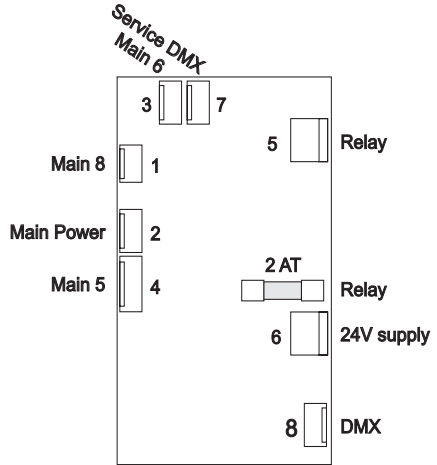 Service DMX
Main 6
3
7
5
Relay
Main 8
1
Main Power
2
2 AT
Main 5
4
Relay
6
24V supply
8
DMX